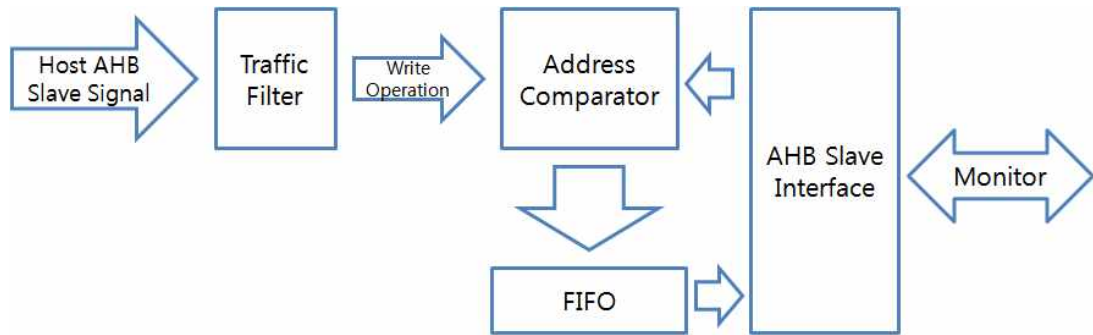 Host AHB
Slave Signal
Traffic
Filter
Write
Operation
Address
Comparator
AHB Slave
Interface
Monitor
FIFO